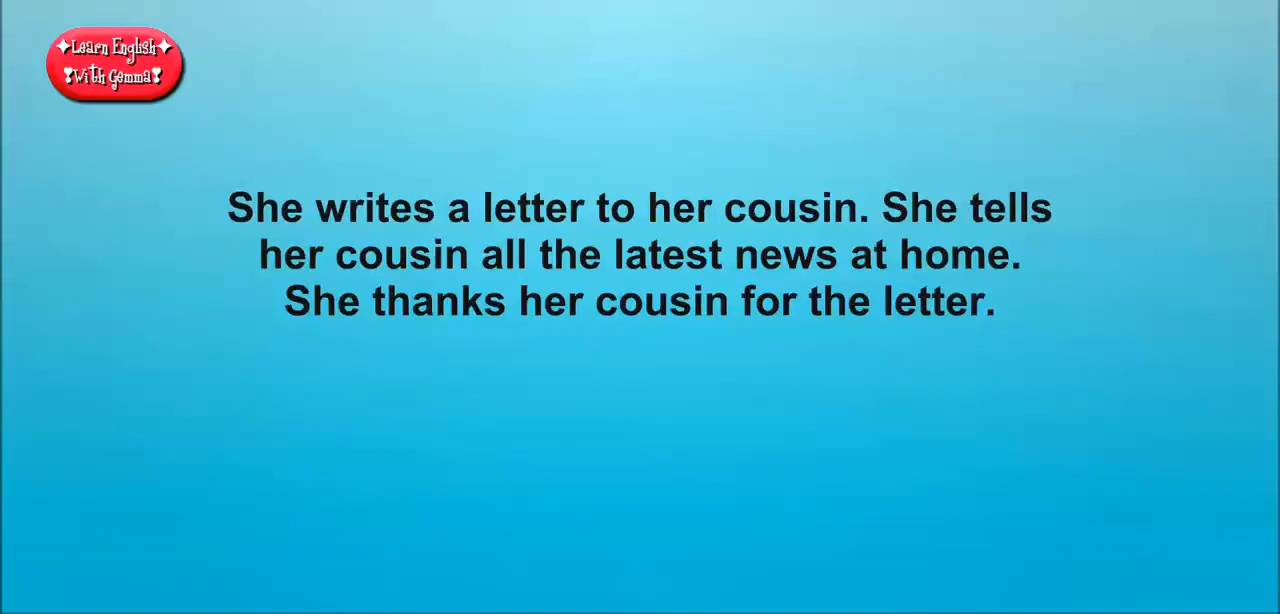 Learn English
With Gemma
She writes a letter to her cousin. She tells
her cousin all the latest news at home.
She thanks her cousin for the letter.